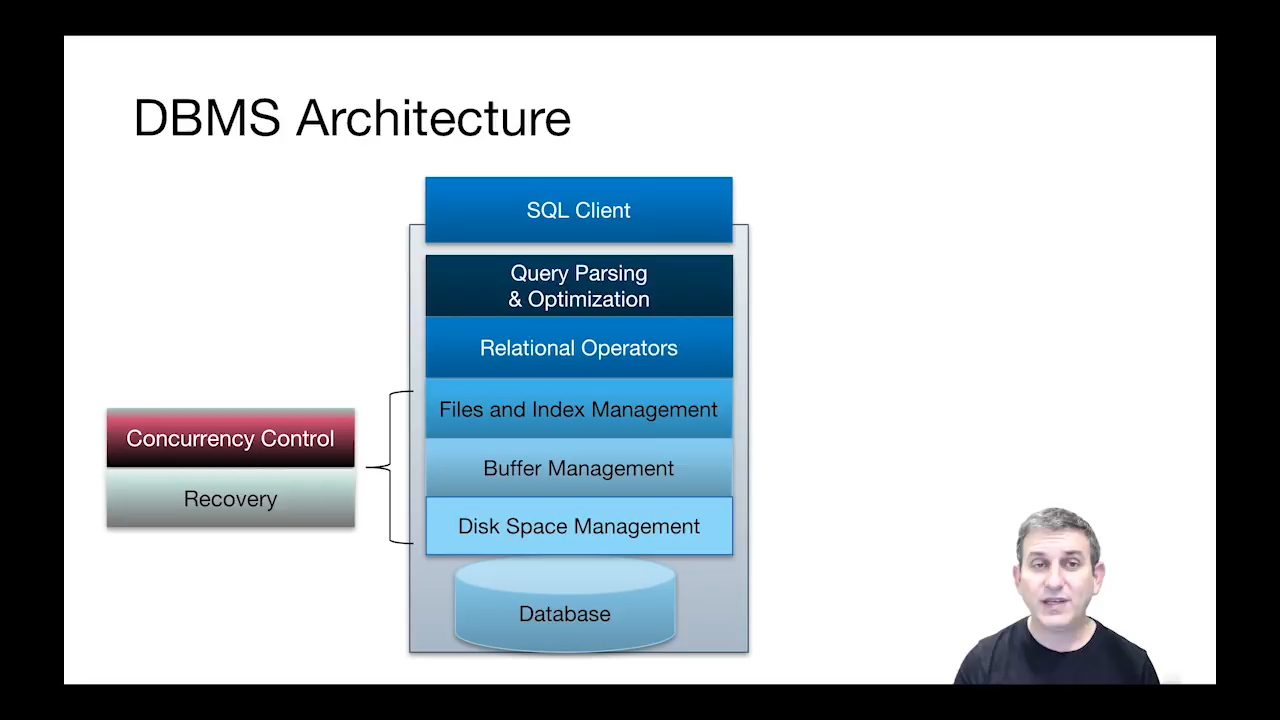 DBMS Architecture
SQL Client
Query Parsing
& Optimization
Relational Operators
Files and Index Management
Buffer Management
Disk Space Management
Database
Concurrency Control
Recovery